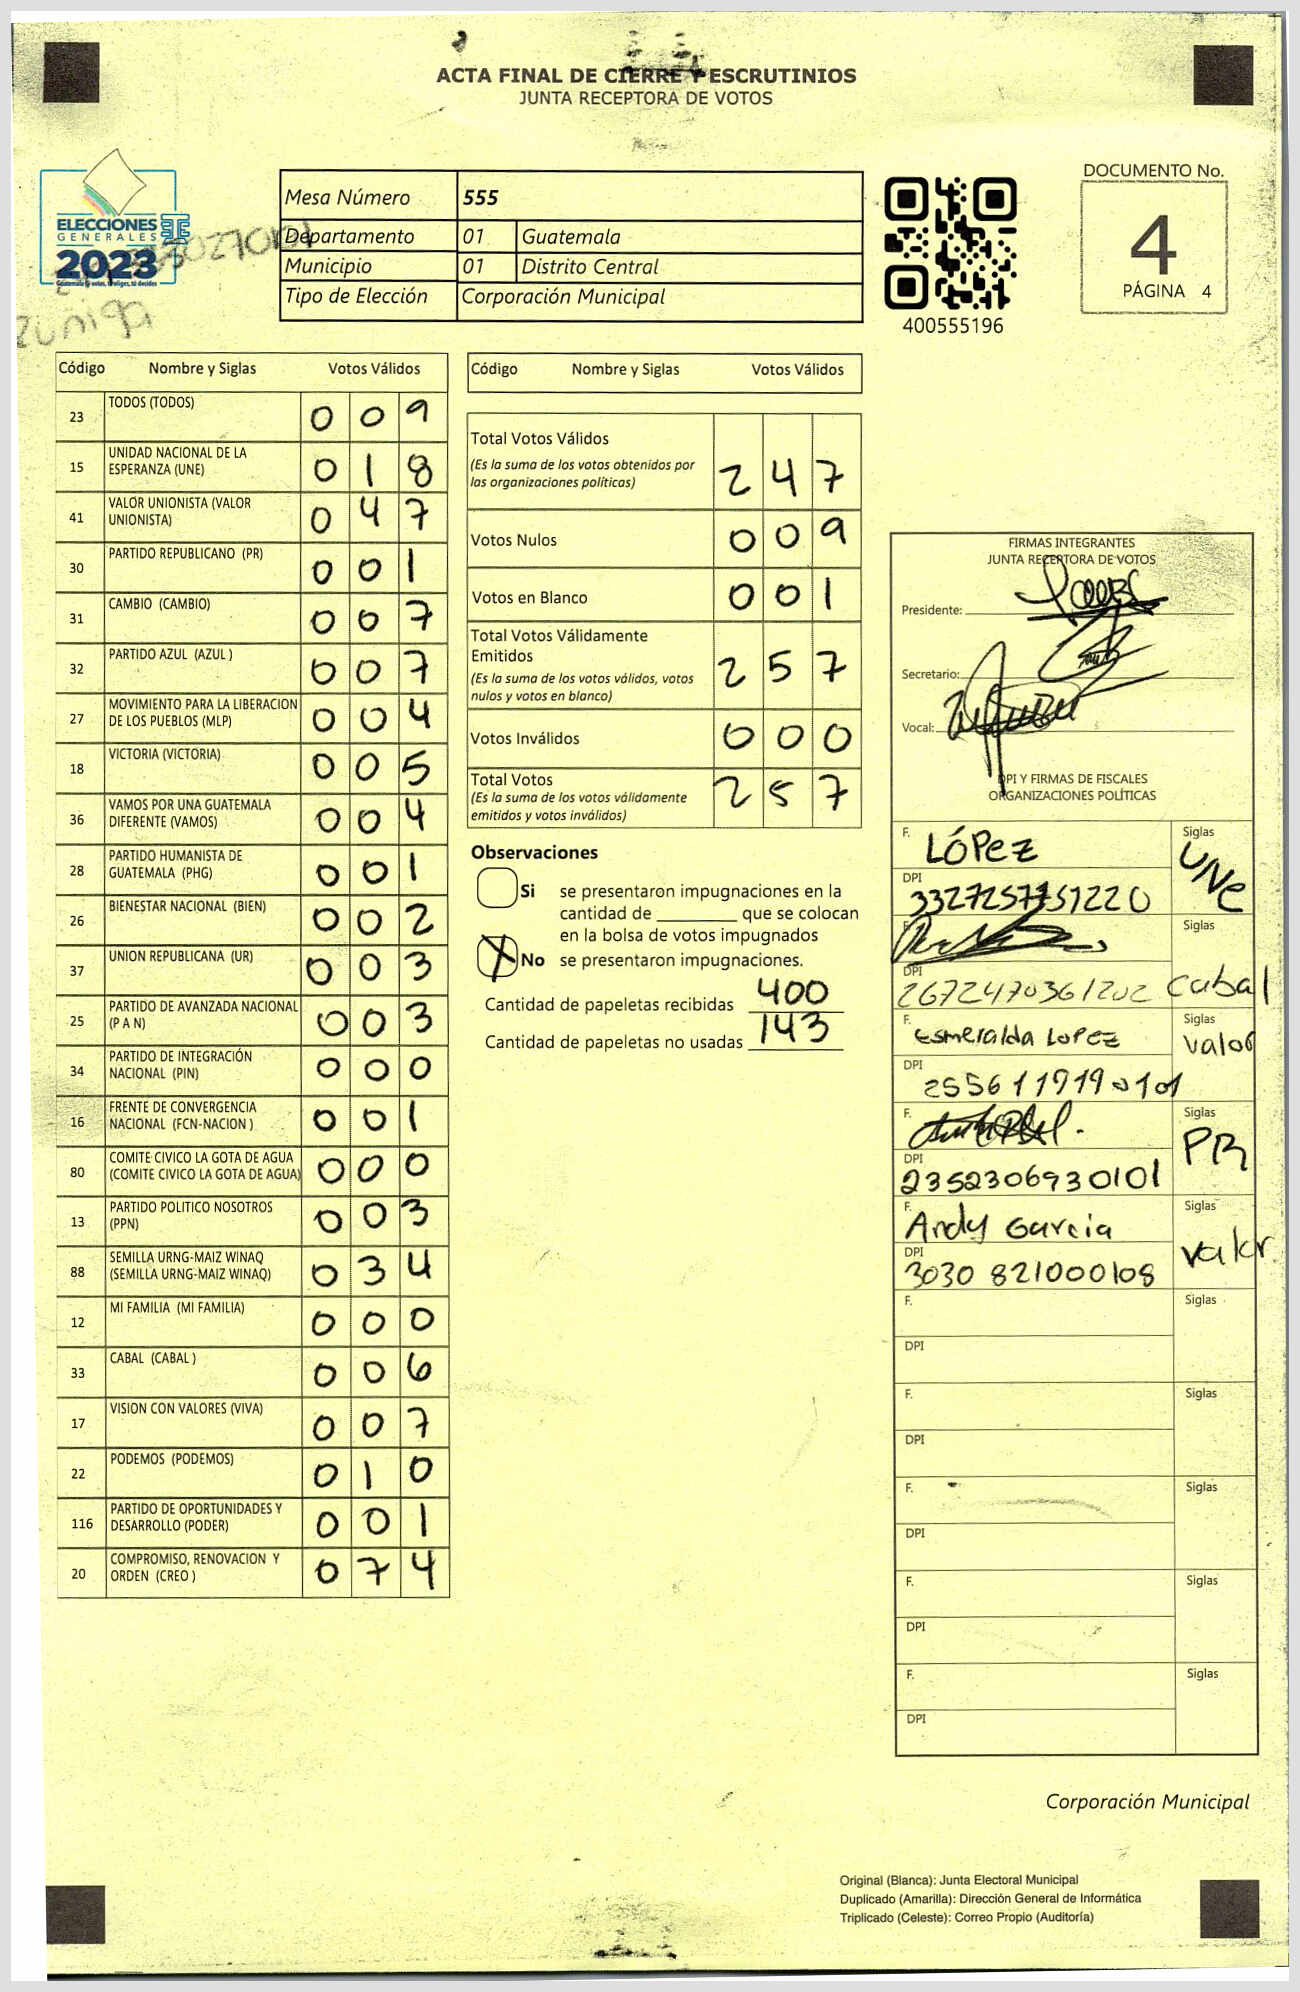 ACTA FINAL DE CIERRE Y ESCRUTINIOS
JUNTA RECEPTORA DE VOTOS
ELECCIONES
GENERALES
2023
Zuniga
Mesa Número 555
Departamento 01 Guatemala
Municipio 01 Distrito Central
Tipo de Elección Corporación Municipal
400555196
DOCUMENTO No.
4
PÁGINA 4
Código Nombre y Siglas Votos Válidos
23 TODOS (TODOS) 0 0 9
15 UNIDAD NACIONAL DE LA ESPERANZA (UNE) 0 1 8
41 VALOR UNIONISTA (VALOR UNIONISTA) 0 4 7
30 PARTIDO REPUBLICANO (PR) 0 0 1
31 CAMBIO (CAMBIO) 0 0 7
32 PARTIDO AZUL (AZUL ) 0 0 7
27 MOVIMIENTO PARA LA LIBERACION DE LOS PUEBLOS (MLP) 0 0 4
18 VICTORIA (VICTORIA) 0 0 5
36 VAMOS POR UNA GUATEMALA DIFERENTE (VAMOS) 0 0 4
28 PARTIDO HUMANISTA DE GUATEMALA (PHG) 0 0 1
26 BIENESTAR NACIONAL (BIEN) 0 0 2
37 UNION REPUBLICANA (UR) 0 0 3
25 PARTIDO DE AVANZADA NACIONAL (P A N) 0 0 3
34 PARTIDO DE INTEGRACIÓN NACIONAL (PIN) 0 0 0
16 FRENTE DE CONVERGENCIA NACIONAL (FCN-NACION ) 0 0 1
80 COMITE CIVICO LA GOTA DE AGUA (COMITE CIVICO LA GOTA DE AGUA) 0 0 0
13 PARTIDO POLITICO NOSOTROS (PPN) 0 0 3
88 SEMILLA URNG-MAIZ WINAQ (SEMILLA URNG-MAIZ WINAQ) 0 3 4
12 MI FAMILIA (MI FAMILIA) 0 0 0
33 CABAL (CABAL ) 0 0 6
17 VISION CON VALORES (VIVA) 0 0 7
22 PODEMOS (PODEMOS) 0 1 0
116 PARTIDO DE OPORTUNIDADES Y DESARROLLO (PODER) 0 0 1
20 COMPROMISO, RENOVACION Y ORDEN (CREO ) 0 7 4
Código Nombre y Siglas Votos Válidos
Total Votos Válidos 2 4 7
(Es la suma de los votos obtenidos por
las organizaciones políticas)
Votos Nulos 0 0 9
Votos en Blanco 0 0 1
Total Votos Válidamente
Emitidos 2 5 7
(Es la suma de los votos válidos, votos
nulos y votos en blanco)
Votos Inválidos 0 0 0
Total Votos 2 5 7
(Es la suma de los votos válidamente
emitidos y votos inválidos)
Observaciones
Si se presentaron impugnaciones en la
cantidad de ________ que se colocan
en la bolsa de votos impugnados
X No se presentaron impugnaciones.
Cantidad de papeletas recibidas 400
Cantidad de papeletas no usadas 143
FIRMAS INTEGRANTES
JUNTA RECEPTORA DE VOTOS
Presidente:
Secretario:
Vocal:
DPI Y FIRMAS DE FISCALES
ORGANIZACIONES POLÍTICAS
F. LÓPez Siglas UNe
DPI
F. Siglas Cabal
DPI 2672470361202
F. Esmeralda LoPEZ Siglas valor
DPI 2556119190101
F. Siglas PR
DPI 2352306930101
F. Andy Garcia Siglas valor
DPI 3030 821000108
F. Siglas
DPI
F. Siglas
DPI
F. Siglas
DPI
F. Siglas
DPI
F. Siglas
DPI
Corporación Municipal
Original (Blanca): Junta Electoral Municipal
Duplicado (Amarilla): Dirección General de Informática
Triplicado (Celeste): Correo Propio (Auditoría)